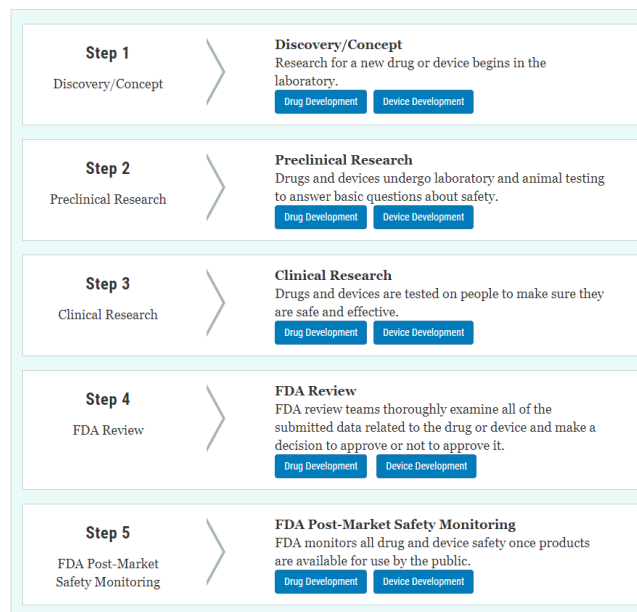 Step 1
Discovery/Concept
Discovery/Concept
Research for a new drug or device begins in the
laboratory.
Drug Development Device Development
Step 2
Preclinical Research
Preclinical Research
Drugs and devices undergo laboratory and animal testing
to answer basic questions about safety.
Drug Development Device Development
Step 3
Clinical Research
Clinical Research
Drugs and devices are tested on people to make sure they
are safe and effective.
Drug Development Device Development
Step 4
FDA Review
FDA Review
FDA review teams thoroughly examine all of the
submitted data related to the drug or device and make a
decision to approve or not to approve it.
Drug Development Device Development
Step 5
FDA Post-Market
Safety Monitoring
FDA Post-Market Safety Monitoring
FDA monitors all drug and device safety once products
are available for use by the public.
Drug Development Device Development